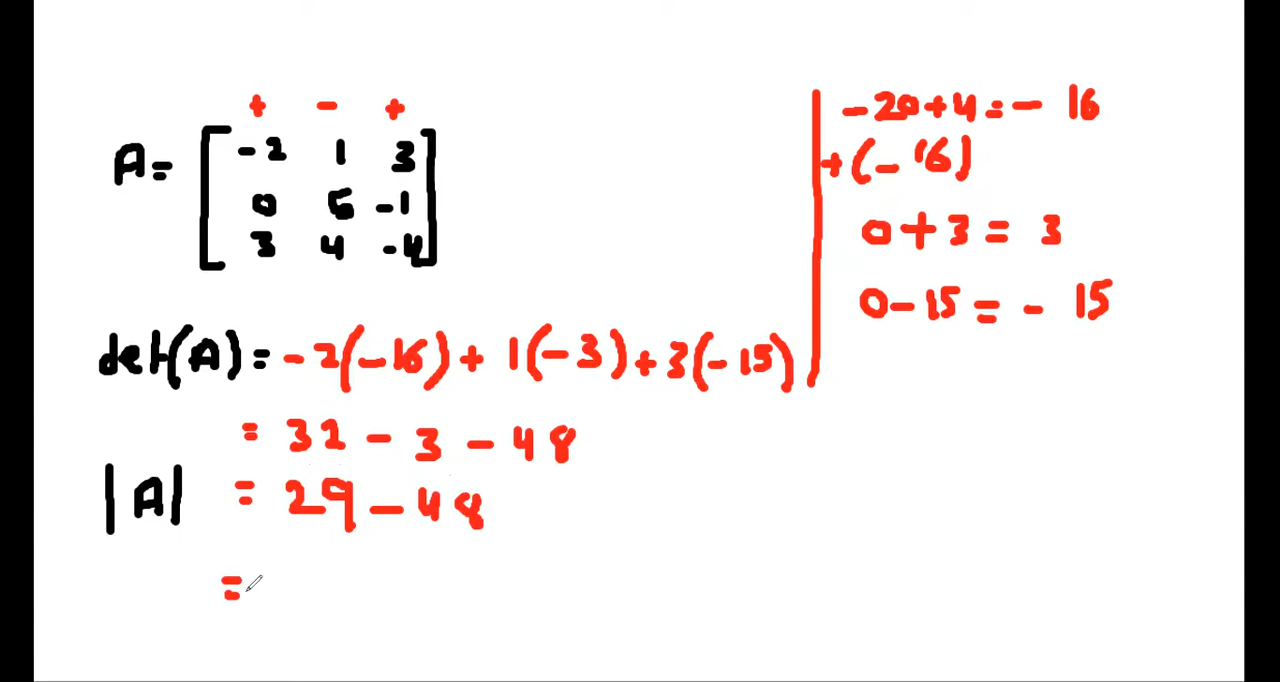 + - +
A= [-2 1 3
0 5 -1
3 4 -4]
-20+4=- 16
+(-16)
0+3=3
0-15=-15
det(A)=-2(-16)+1(-3)+3(-15)
= 32-3-48
|A| = 29-48
=